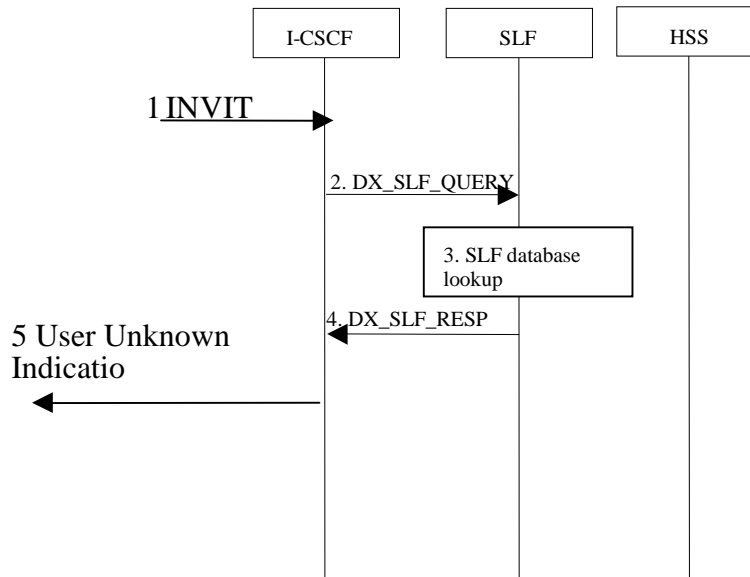 I-CSCF
SLF
HSS
1 INVIT
2. DX_SLF_QUERY
3. SLF database
lookup
4. DX_SLF_RESP
5 User Unknown
Indicatio